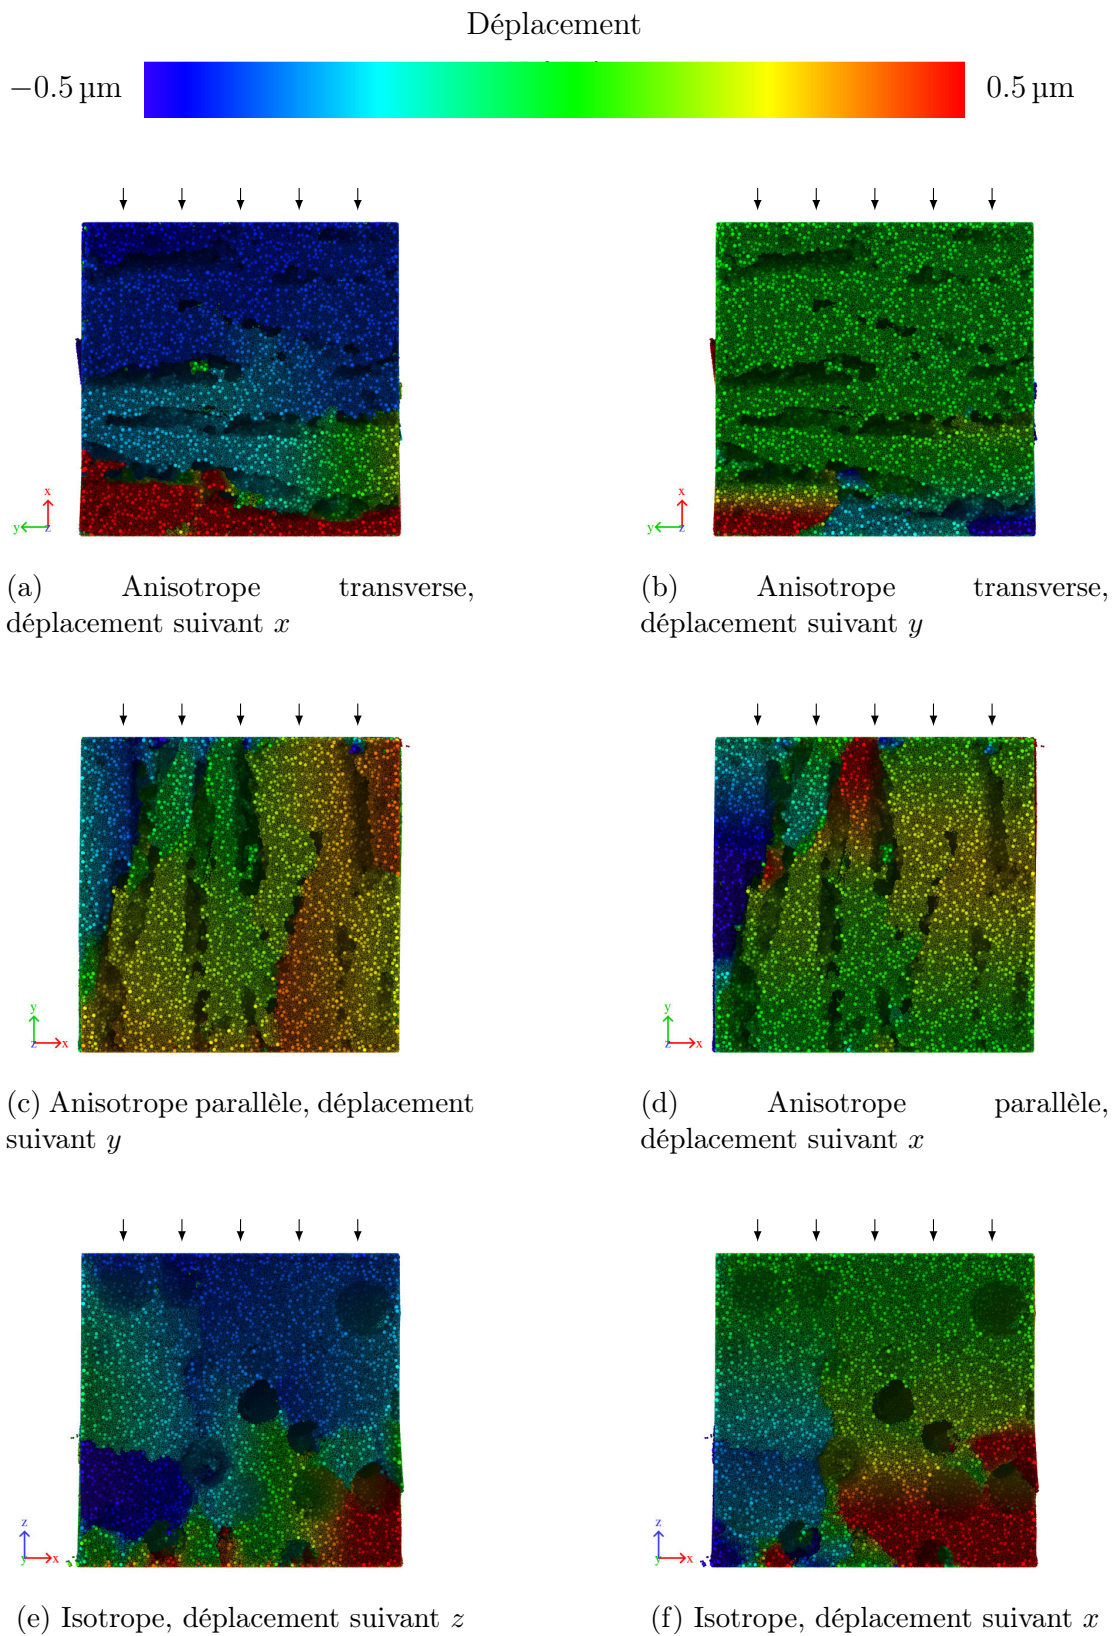 Déplacement
−0.5 µm
0.5 µm
x
y
z
x
y
z
(a) Anisotrope transverse,
déplacement suivant x
(b) Anisotrope transverse,
déplacement suivant y
y
z
x
y
z
x
(c) Anisotrope parallèle, déplacement
suivant y
(d) Anisotrope parallèle,
déplacement suivant x
z
y
x
z
y
x
(e) Isotrope, déplacement suivant z
(f) Isotrope, déplacement suivant x